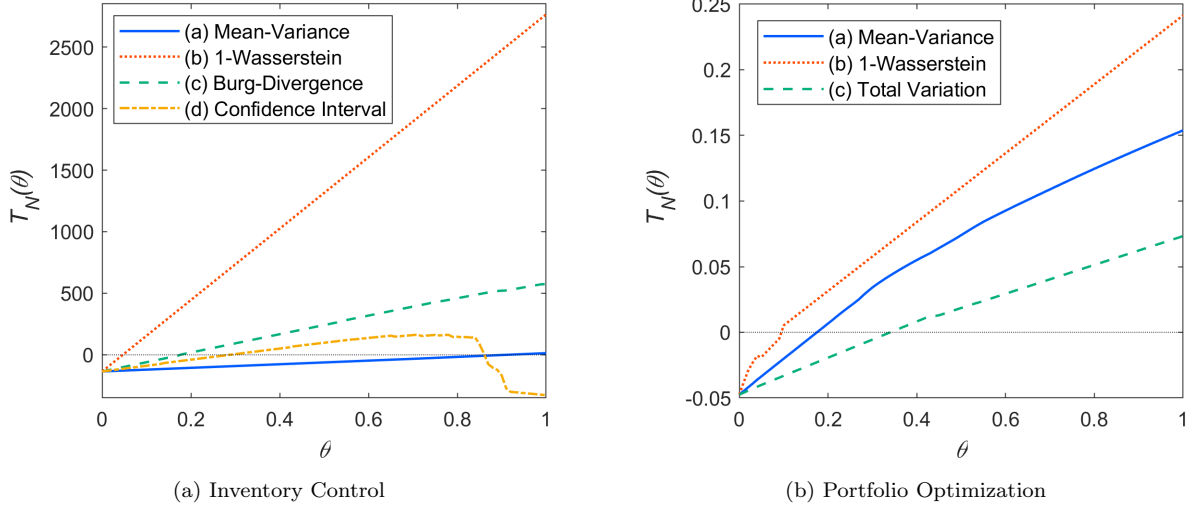 (a) Mean-Variance
(b) 1-Wasserstein
(c) Burg-Divergence
(d) Confidence Interval
2500
2000
1500
1000
500
0
T_N(θ)
0 0.2 0.4 0.6 0.8 1
θ
(a) Inventory Control
(a) Mean-Variance
(b) 1-Wasserstein
(c) Total Variation
0.25
0.2
0.15
0.1
0.05
0
-0.05
T_N(θ)
0 0.2 0.4 0.6 0.8 1
θ
(b) Portfolio Optimization